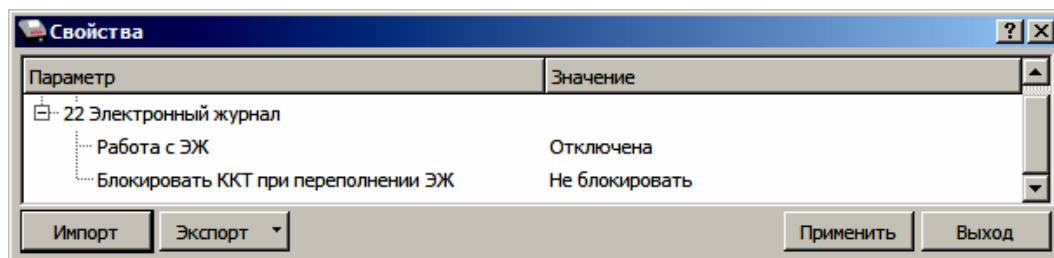 Свойства
Параметр Значение
22 Электронный журнал
Работа с ЭЖ Отключена
Блокировать ККТ при переполнении ЭЖ Не блокировать
Импорт Экспорт Применить Выход